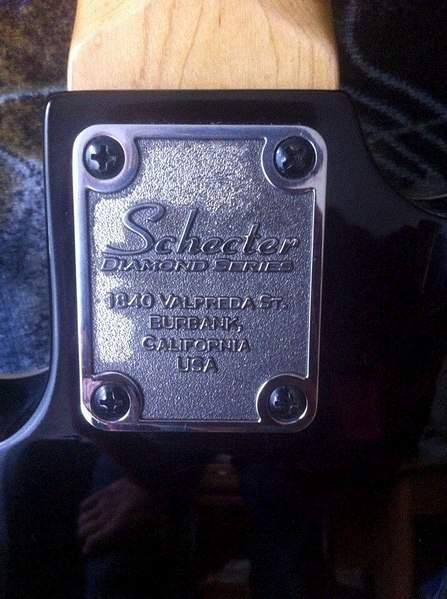 Schecter
DIAMOND SERIES
1840 VALPREDA ST.
BURBANK,
CALIFORNIA
USA